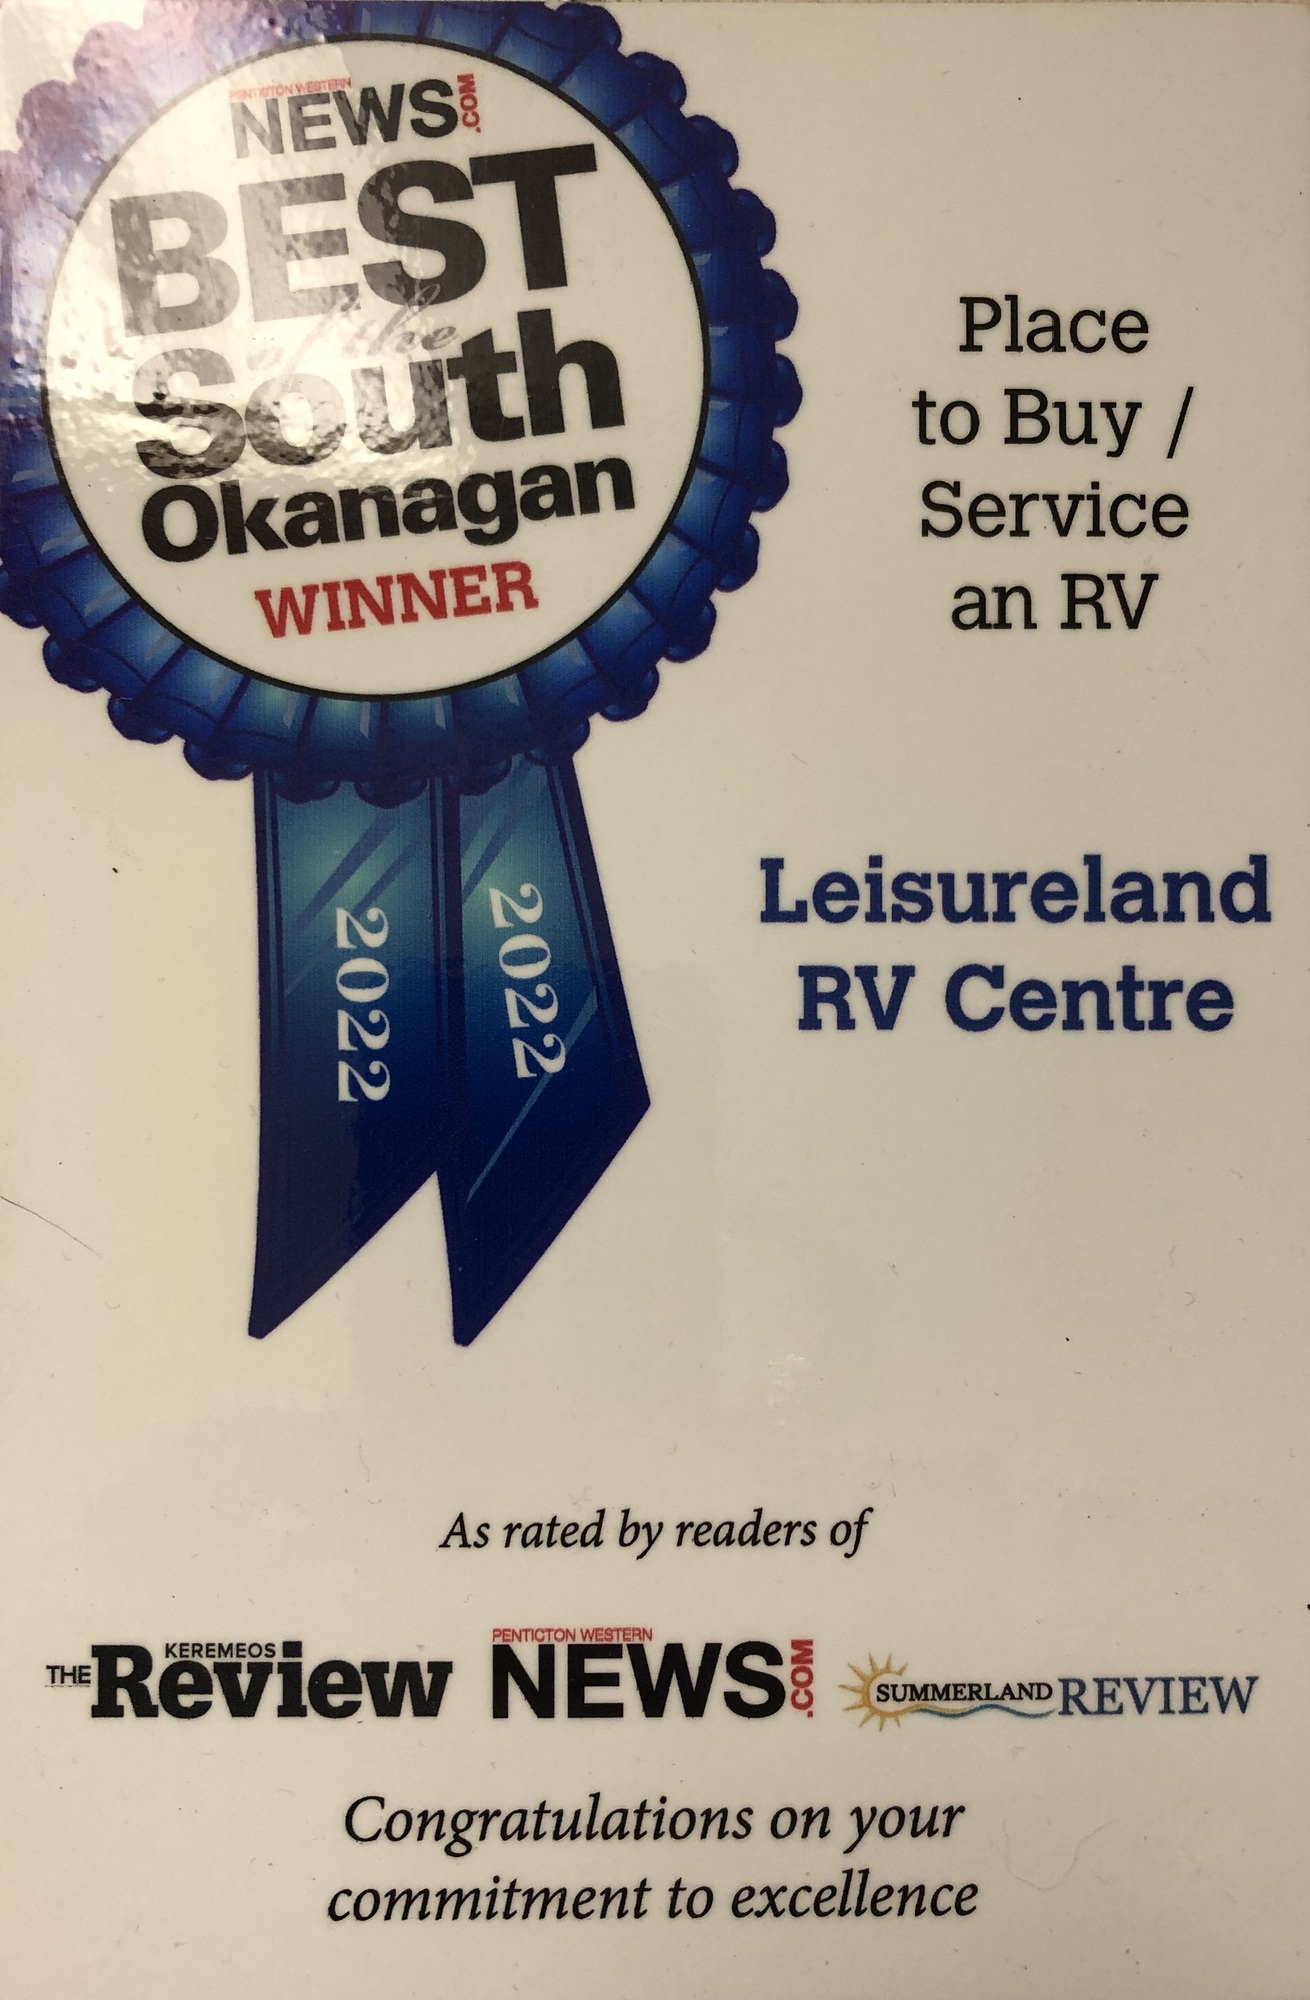 PENTICTON WESTERN
NEWS.COM
BEST
of the
South
Okanagan
WINNER
2022
2022
Place
to Buy /
Service
an RV
Leisureland
RV Centre
As rated by readers of
THE KEREMEOS Review
PENTICTON WESTERN
NEWS.COM
SUMMERLAND REVIEW
Congratulations on your
commitment to excellence